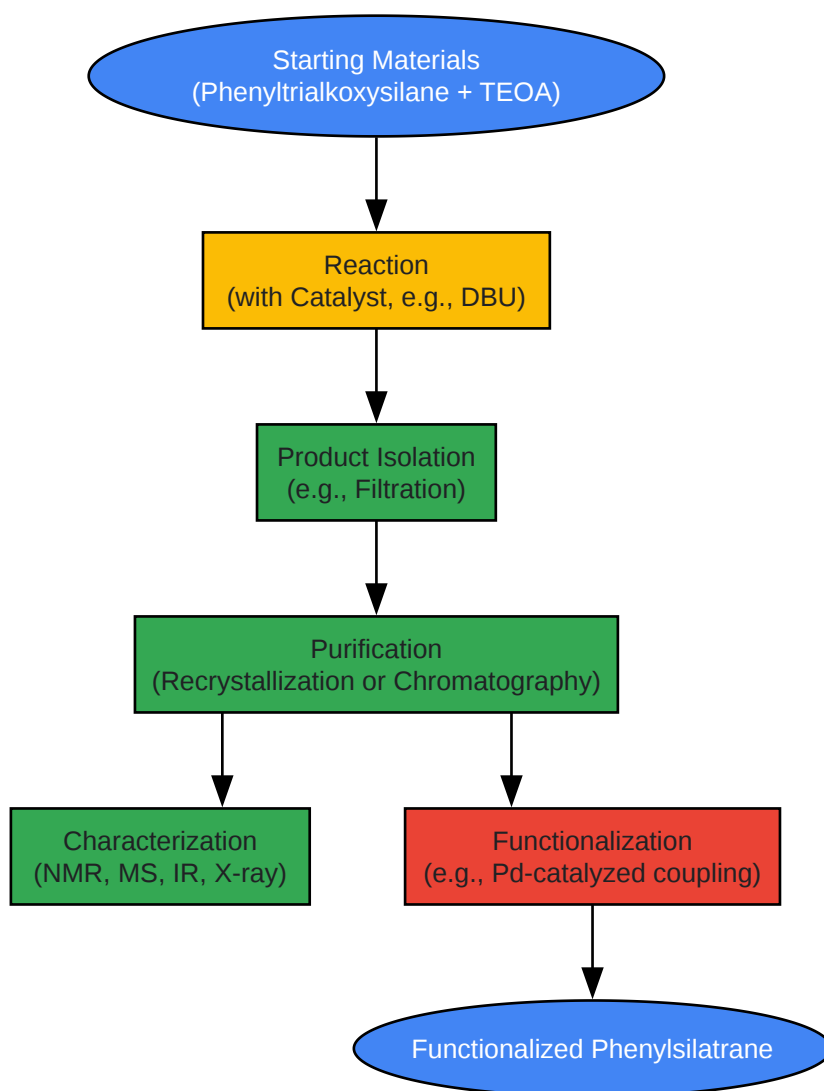 Starting Materials
(Phenyltrialkoxysilane + TEOA)
Reaction
(with Catalyst, e.g., DBU)
Product Isolation
(e.g., Filtration)
Purification
(Recrystallization or Chromatography)
Characterization
(NMR, MS, IR, X-ray)
Functionalization
(e.g., Pd-catalyzed coupling)
Functionalized Phenylsilatrane